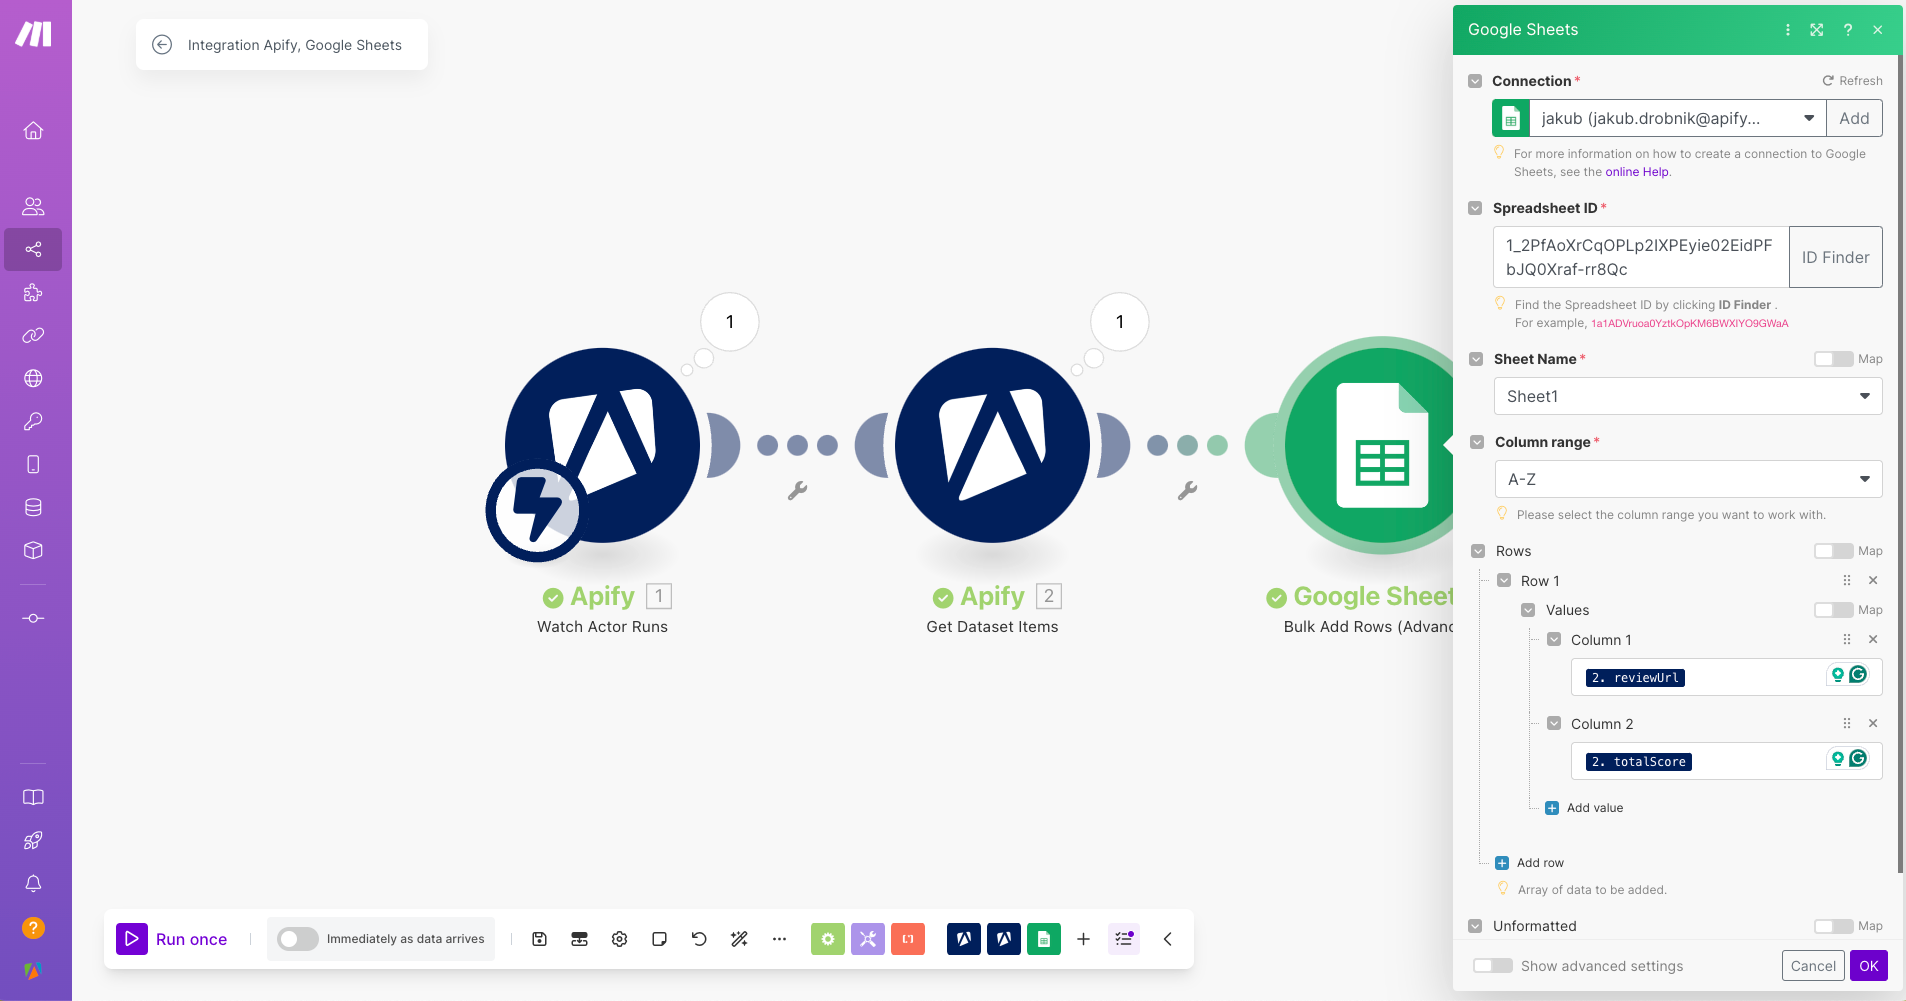 Integration Apify, Google Sheets
1
1
Apify 1
Watch Actor Runs
Apify 2
Get Dataset Items
Google Sheet
Bulk Add Rows (Advanc
Run once
Immediately as data arrives
?
Google Sheets
?
Connection *
Refresh
jakub (jakub.drobnik@apify...
Add
For more information on how to create a connection to Google
Sheets, see the online Help.
Spreadsheet ID *
1_2PfAoXrCqOPLp2IXPEyie02EidPF
bJQ0Xraf-rr8Qc
ID Finder
Find the Spreadsheet ID by clicking ID Finder .
For example, 1a1ADVruoa0YztkOpKM6BWXIYO9GWaA
Sheet Name *
Map
Sheet1
Column range *
A-Z
Please select the column range you want to work with.
Rows
Map
Row 1
Values
Map
Column 1
2. reviewUrl
Column 2
2. totalScore
Add value
Add row
Array of data to be added.
Unformatted
Map
Show advanced settings
Cancel
OK